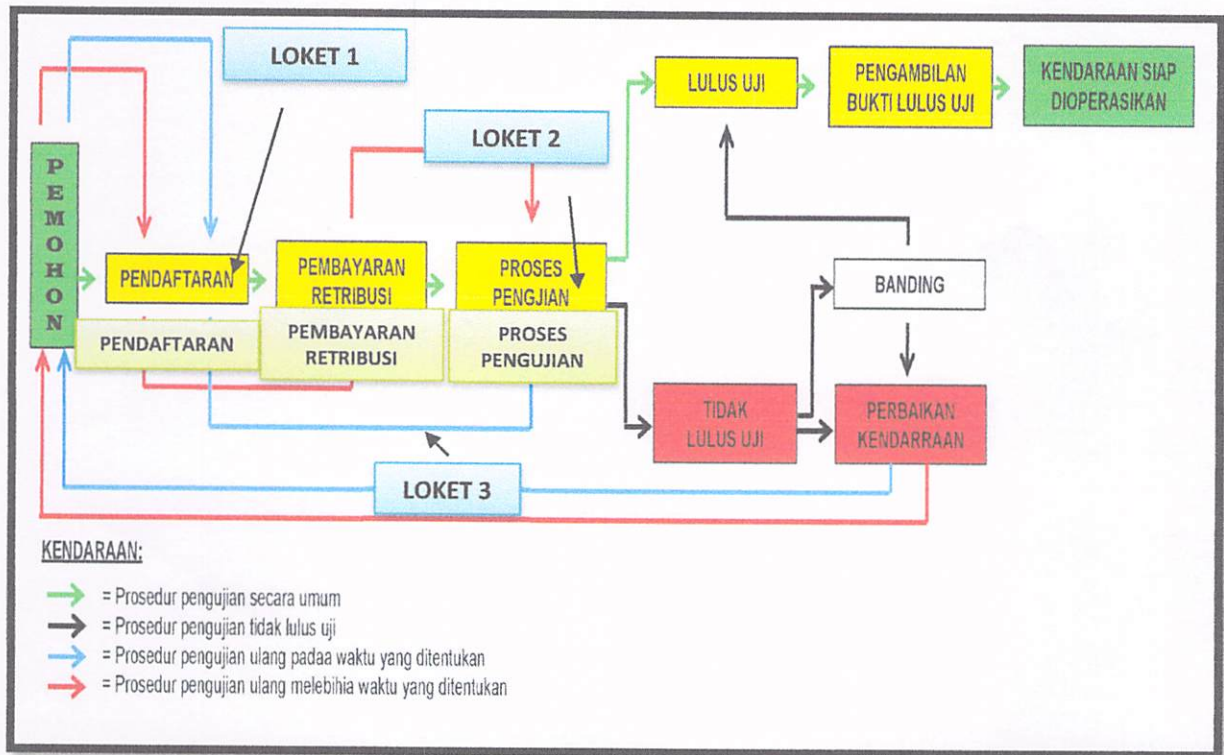 LOKET 1
LOKET 2
LULUS UJI
PENGAMBILAN
BUKTI LULUS UJI
KENDARAAN SIAP
DIOPERASIKAN
PEMOHON
PENDAFTARAN
PEMBAYARAN
RETRIBUSI
PROSES
PENGJIAN
BANDING
PENDAFTARAN
PEMBAYARAN
RETRIBUSI
PROSES
PENGUJIAN
TIDAK
LULUS UJI
PERBAIKAN
KENDARRAAN
LOKET 3
KENDARAAN:
= Prosedur pengujian secara umum
= Prosedur pengujian tidak lulus uji
= Prosedur pengujian ulang padaa waktu yang ditentukan
= Prosedur pengujian ulang melebihia waktu yang ditentukan